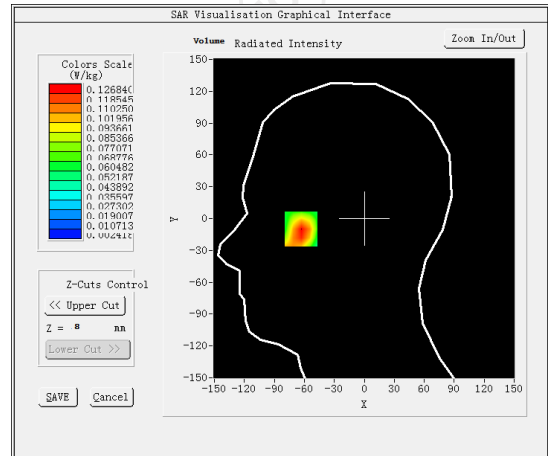 SAR Visualisation Graphical Interface
Volume Radiated Intensity
Zoom In/Out
Colors Scale
(W/kg)
0.126840
0.118545
0.110250
0.101956
0.093661
0.085366
0.077071
0.068776
0.060482
0.052187
0.043892
0.035597
0.027302
0.019007
0.010713
0.002418
Z-Cuts Control
<< Upper Cut
Z = 8 mm
Lower Cut >>
SAVE Cancel
150
120
90
60
30
0
-30
-60
-90
-120
-150
Y
-150 -120 -90 -60 -30 0 30 60 90 120 150
X